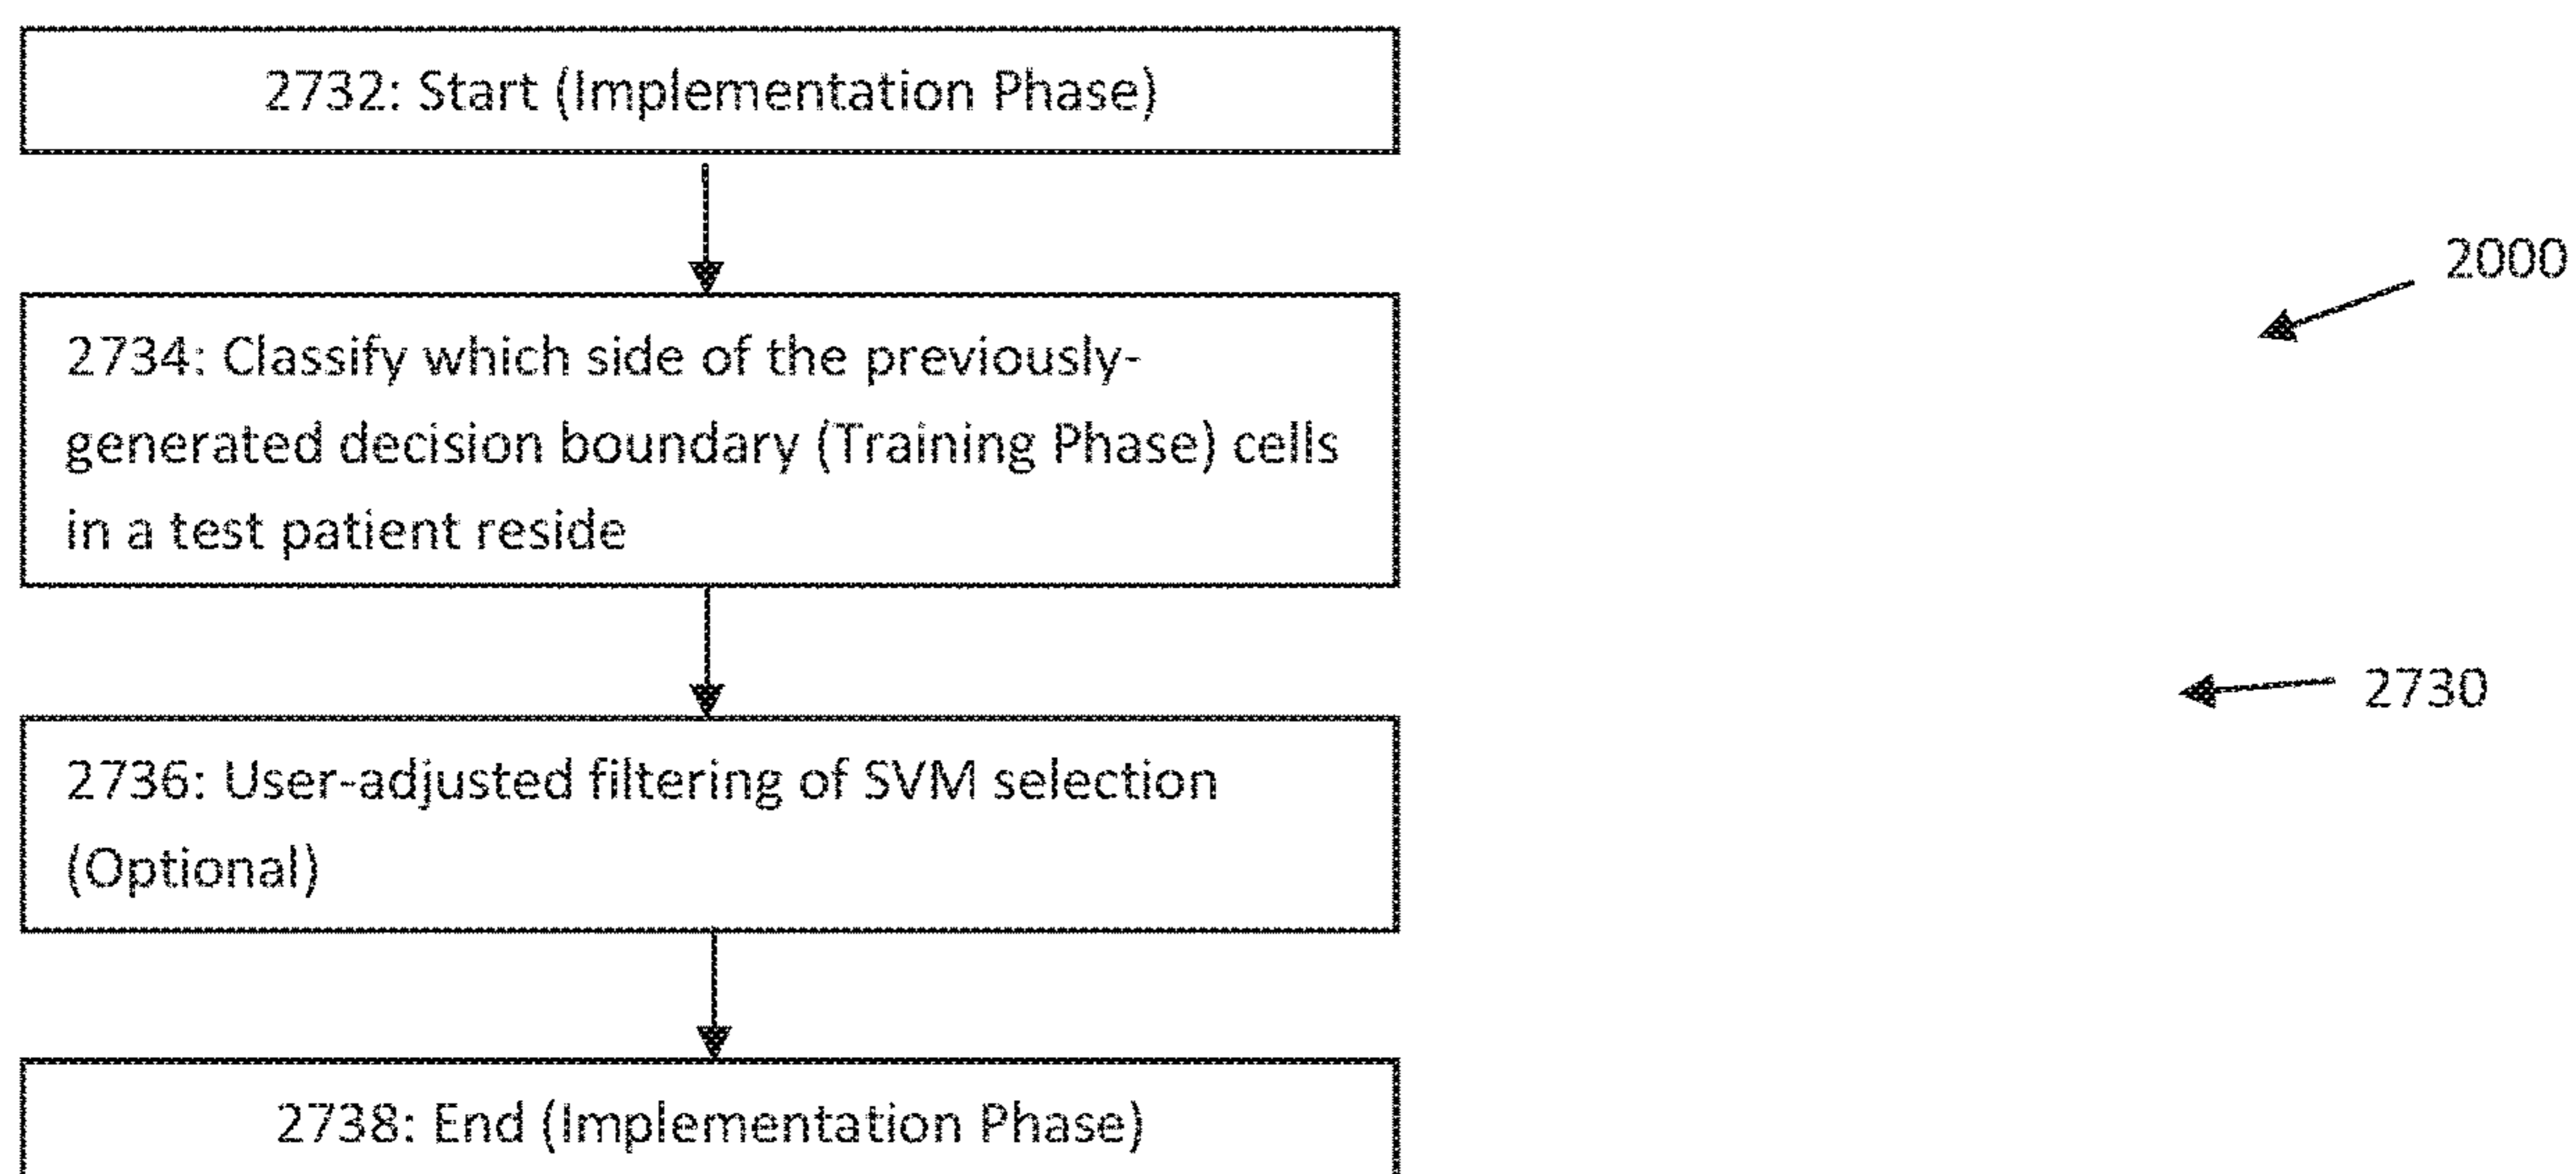 2732: Start (Implementation Phase)
2000
2734: Classify which side of the previously-
generated decision boundary (Training Phase) cells
in a test patient reside
2730
2736: User-adjusted filtering of SVM selection
(Optional)
2738: End (Implementation Phase)